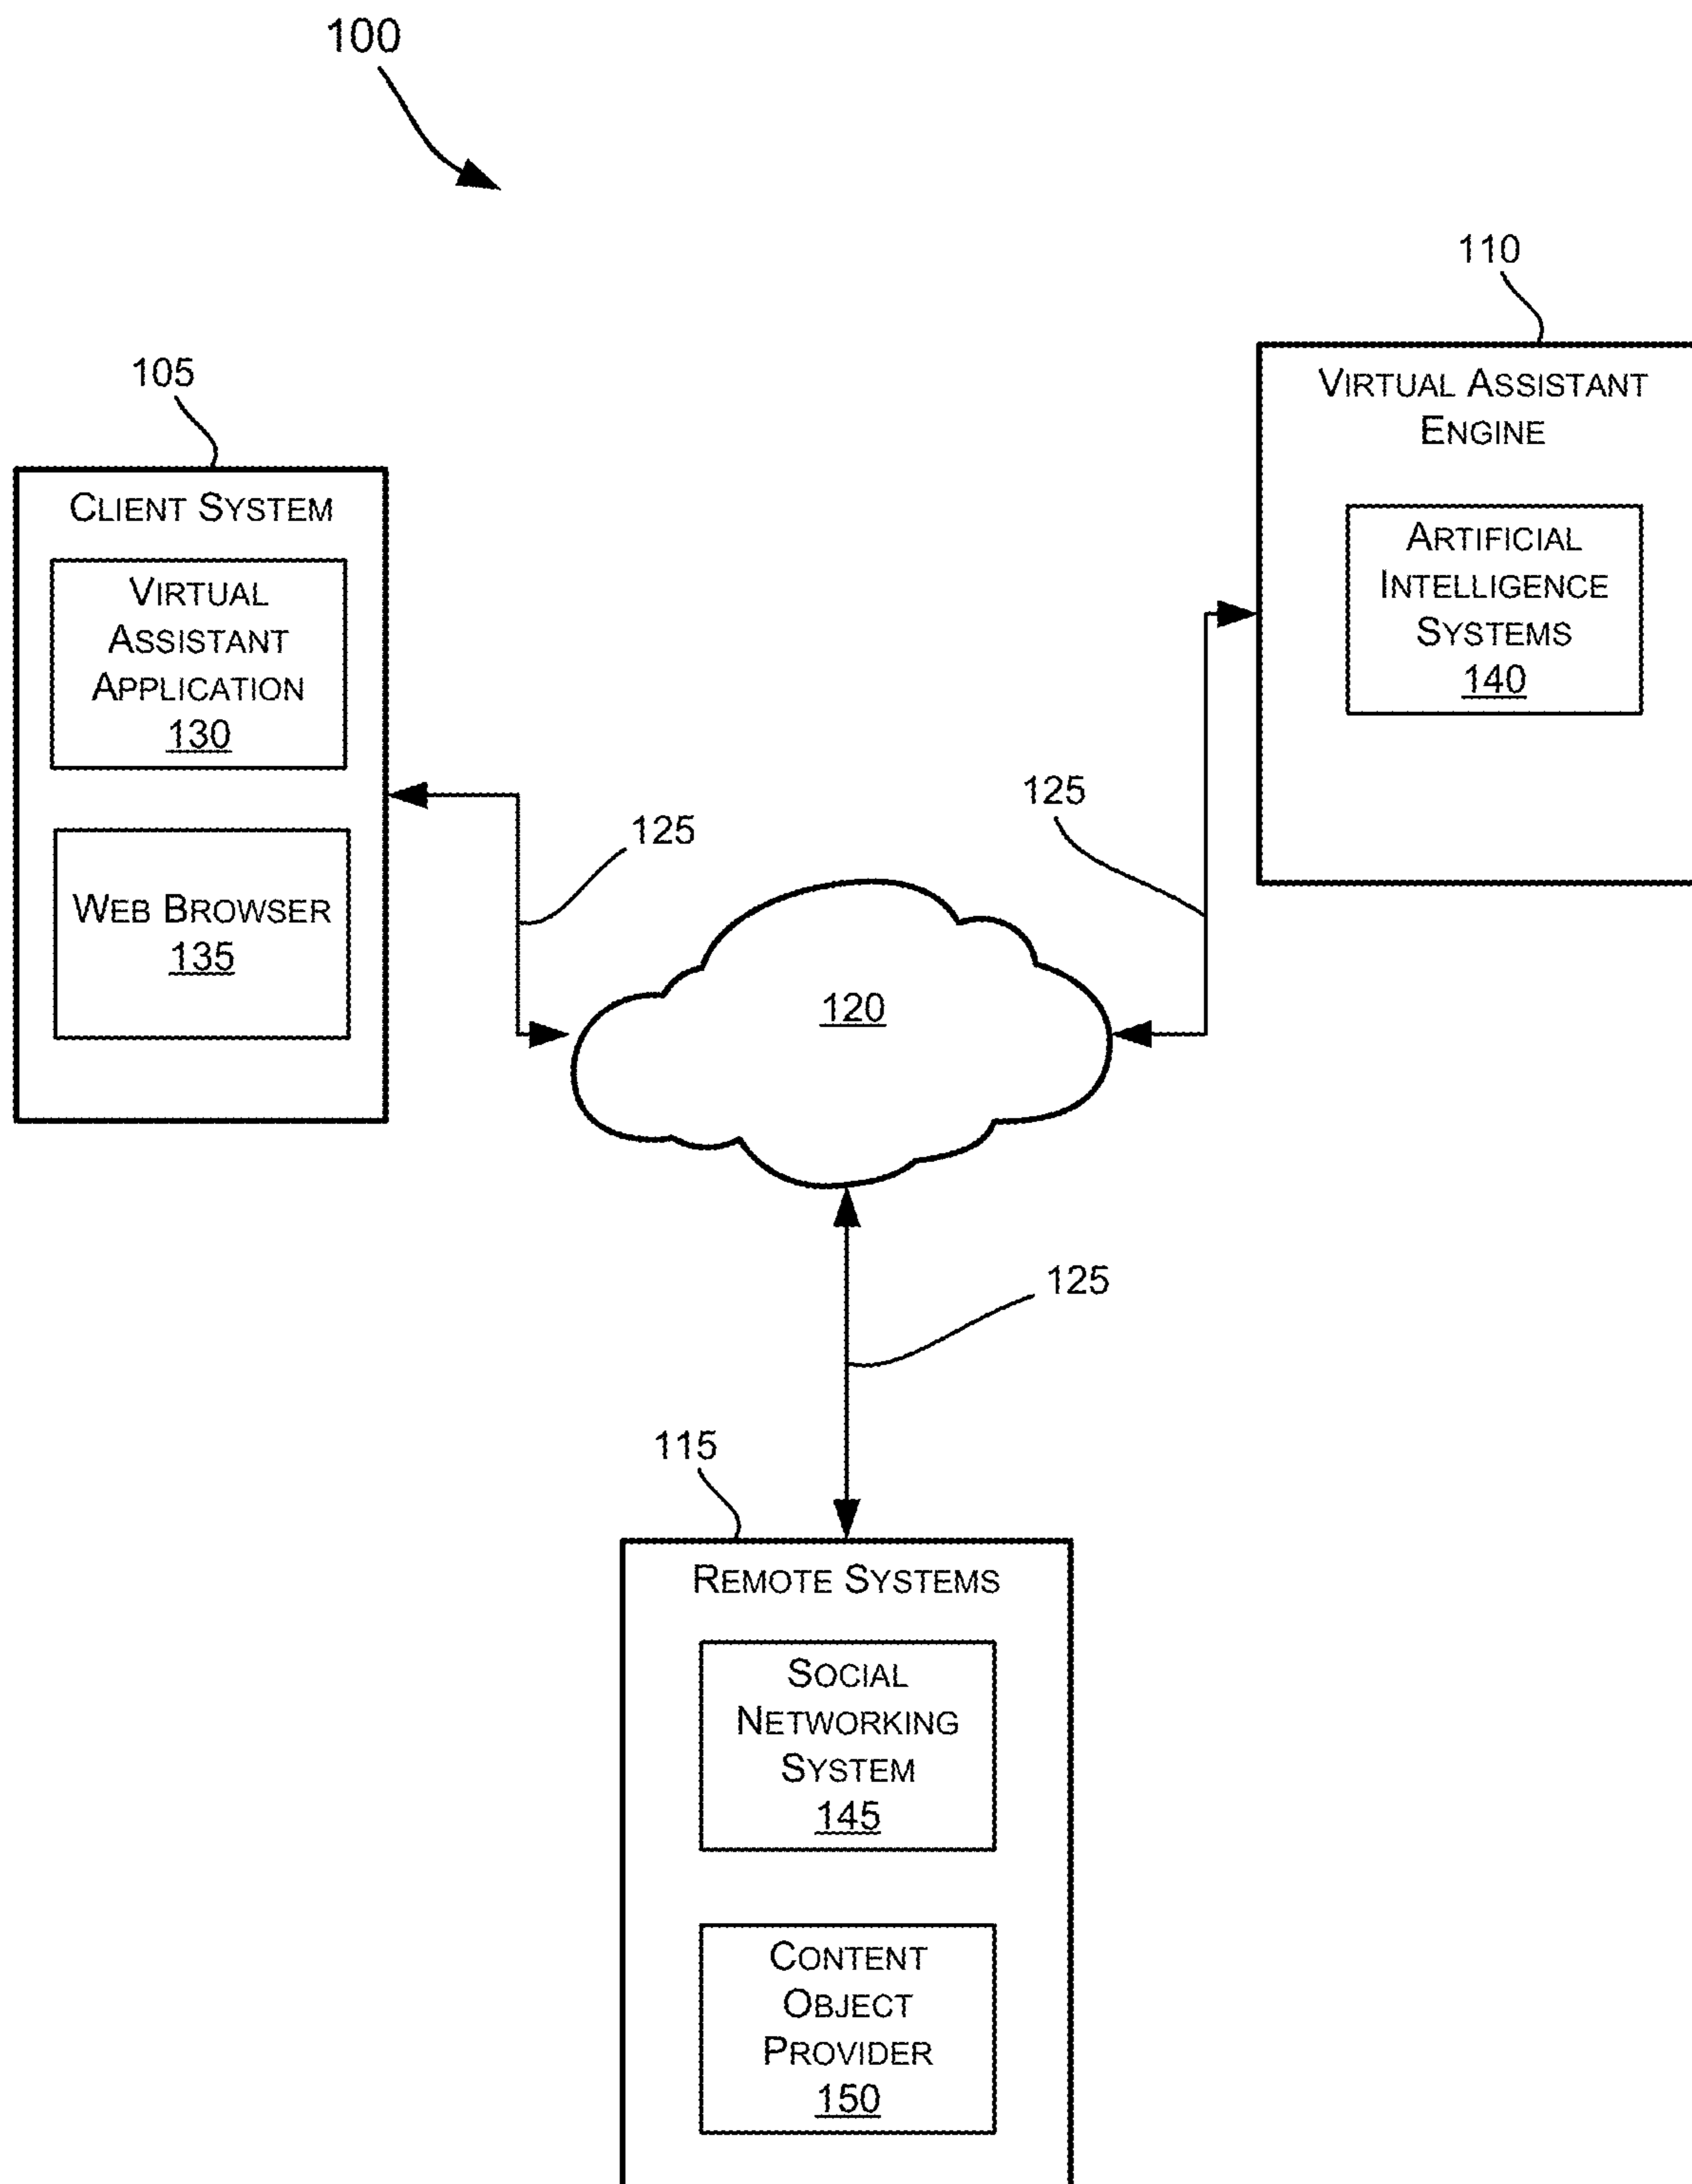 100
110
VIRTUAL ASSISTANT
ENGINE
ARTIFICIAL
INTELLIGENCE
SYSTEMS
140
105
CLIENT SYSTEM
VIRTUAL
ASSISTANT
APPLICATION
130
WEB BROWSER
135
125
125
120
125
115
REMOTE SYSTEMS
SOCIAL
NETWORKING
SYSTEM
145
CONTENT
OBJECT
PROVIDER
150